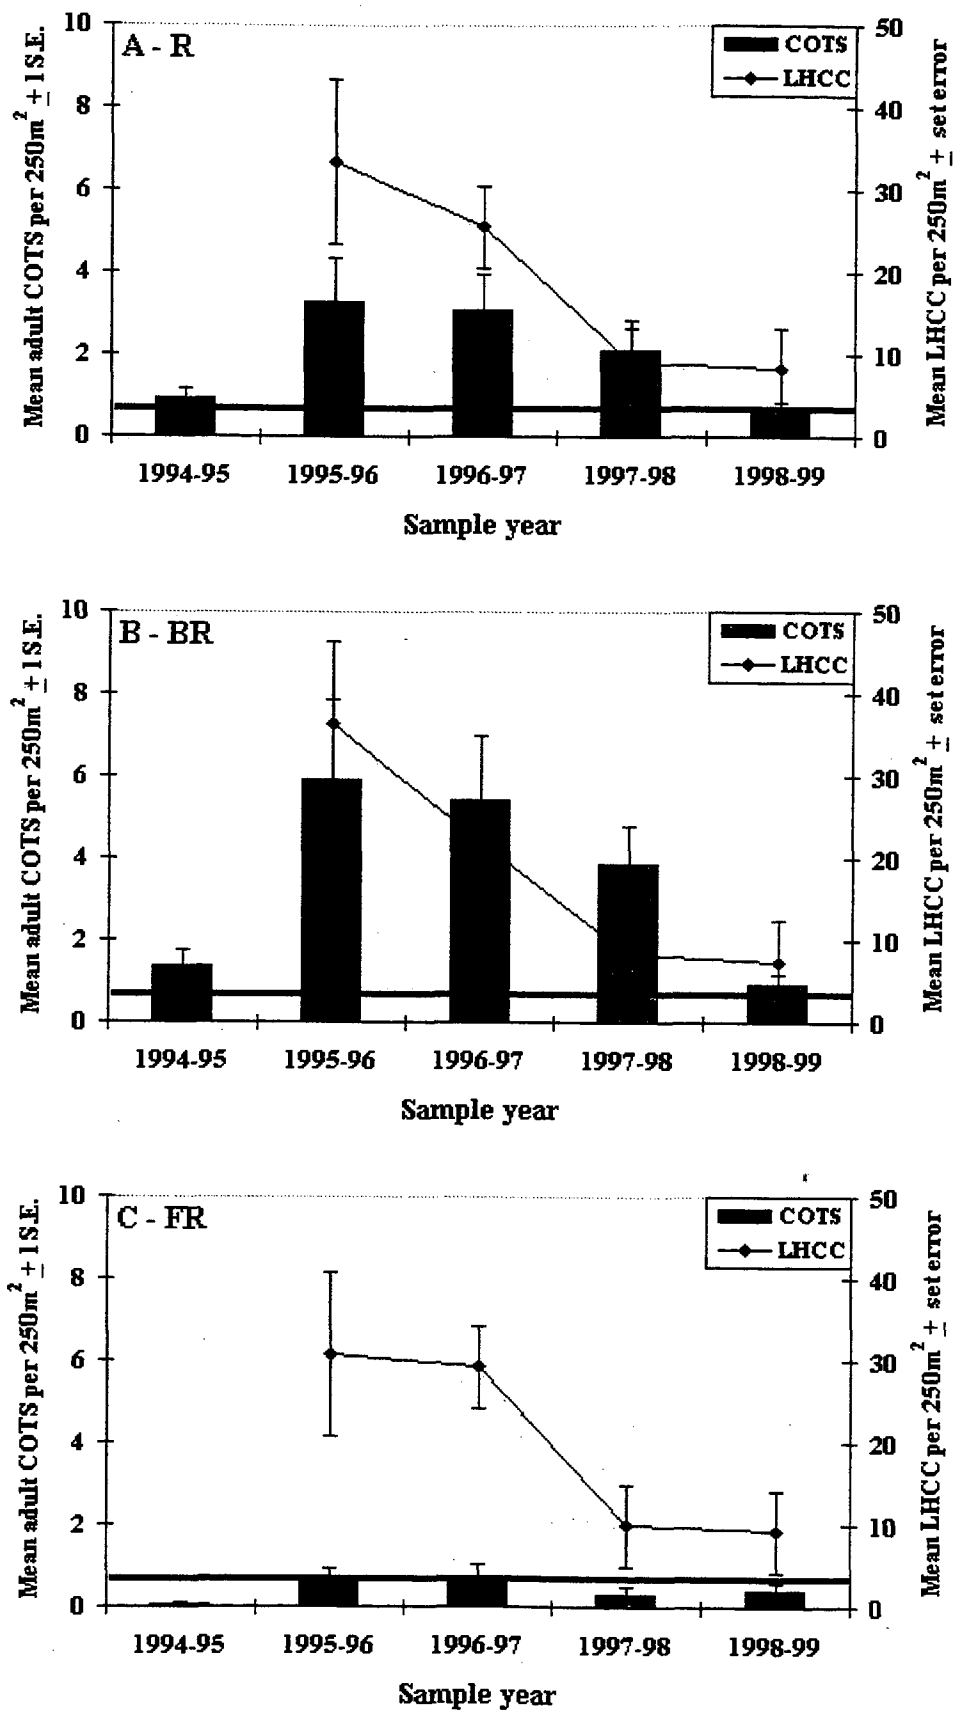 A - R
COTS
LHCC
Mean adult COTS per 250m² ± 1 S.E.
10
8
6
4
2
0
Mean LHCC per 250m² ± set error
50
40
30
20
10
0
1994-95 1995-96 1996-97 1997-98 1998-99
Sample year
B - BR
COTS
LHCC
Mean adult COTS per 250m² ± 1 S.E.
10
8
6
4
2
0
Mean LHCC per 250m² ± set error
50
40
30
20
10
0
1994-95 1995-96 1996-97 1997-98 1998-99
Sample year
C - FR
COTS
LHCC
Mean adult COTS per 250m² ± 1 S.E.
10
8
6
4
2
0
Mean LHCC per 250m² ± set error
50
40
30
20
10
0
1994-95 1995-96 1996-97 1997-98 1998-99
Sample year